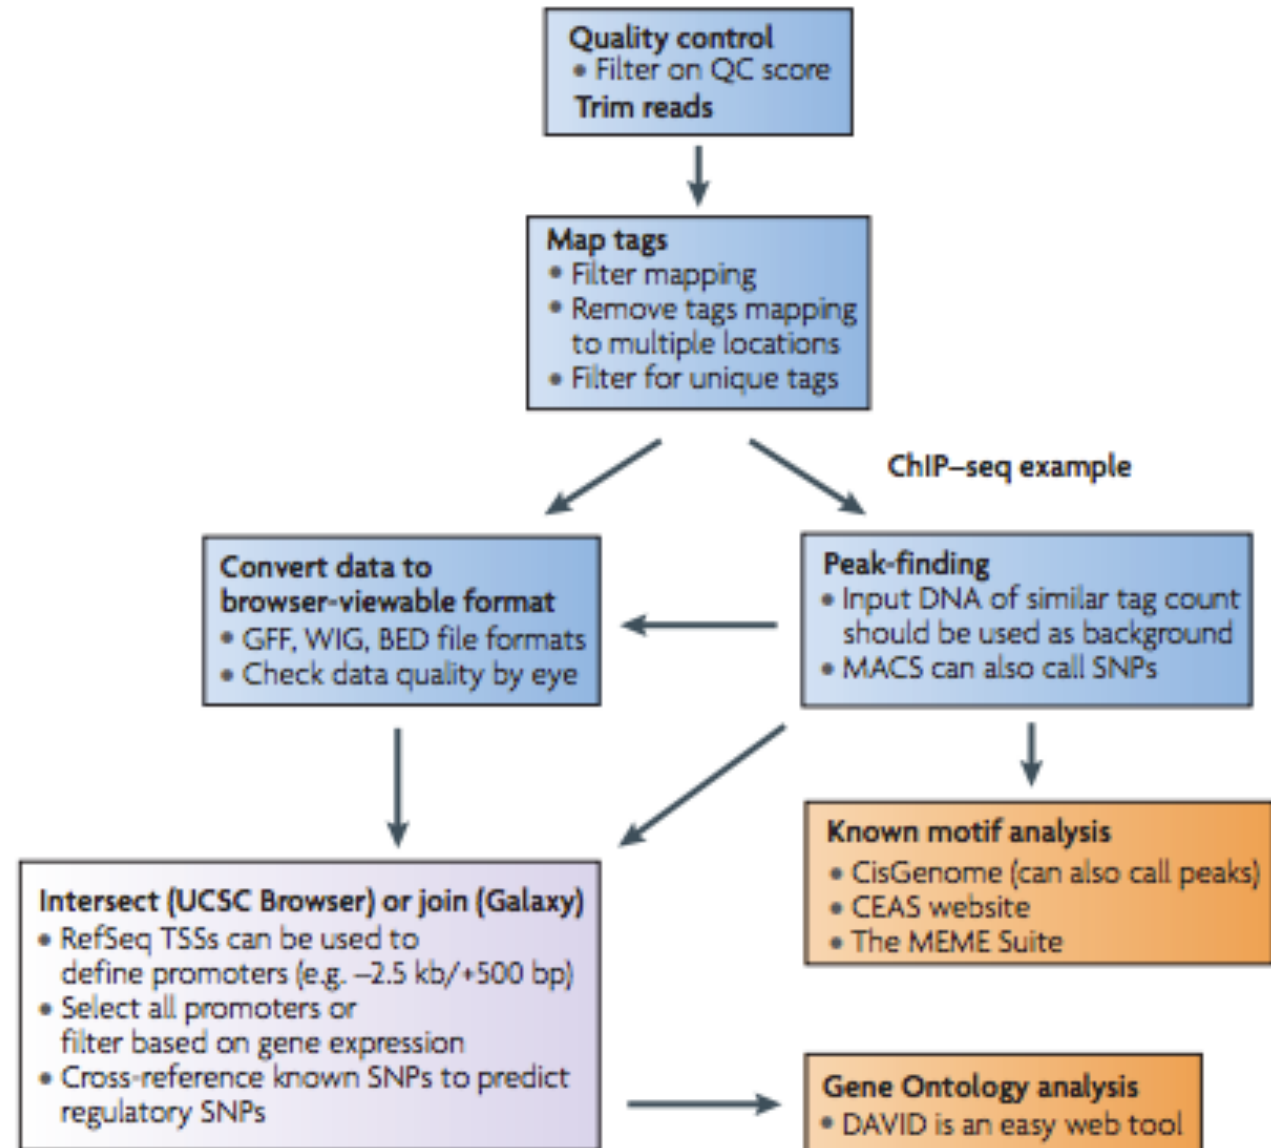 Quality control
• Filter on QC score
Trim reads
Map tags
• Filter mapping
• Remove tags mapping
to multiple locations
• Filter for unique tags
ChIP–seq example
Convert data to
browser-viewable format
• GFF, WIG, BED file formats
• Check data quality by eye
Peak-finding
• Input DNA of similar tag count
should be used as background
• MACS can also call SNPs
Known motif analysis
• CisGenome (can also call peaks)
• CEAS website
• The MEME Suite
Intersect (UCSC Browser) or join (Galaxy)
• RefSeq TSSs can be used to
define promoters (e.g. –2.5 kb/+500 bp)
• Select all promoters or
filter based on gene expression
• Cross-reference known SNPs to predict
regulatory SNPs
Gene Ontology analysis
• DAVID is an easy web tool